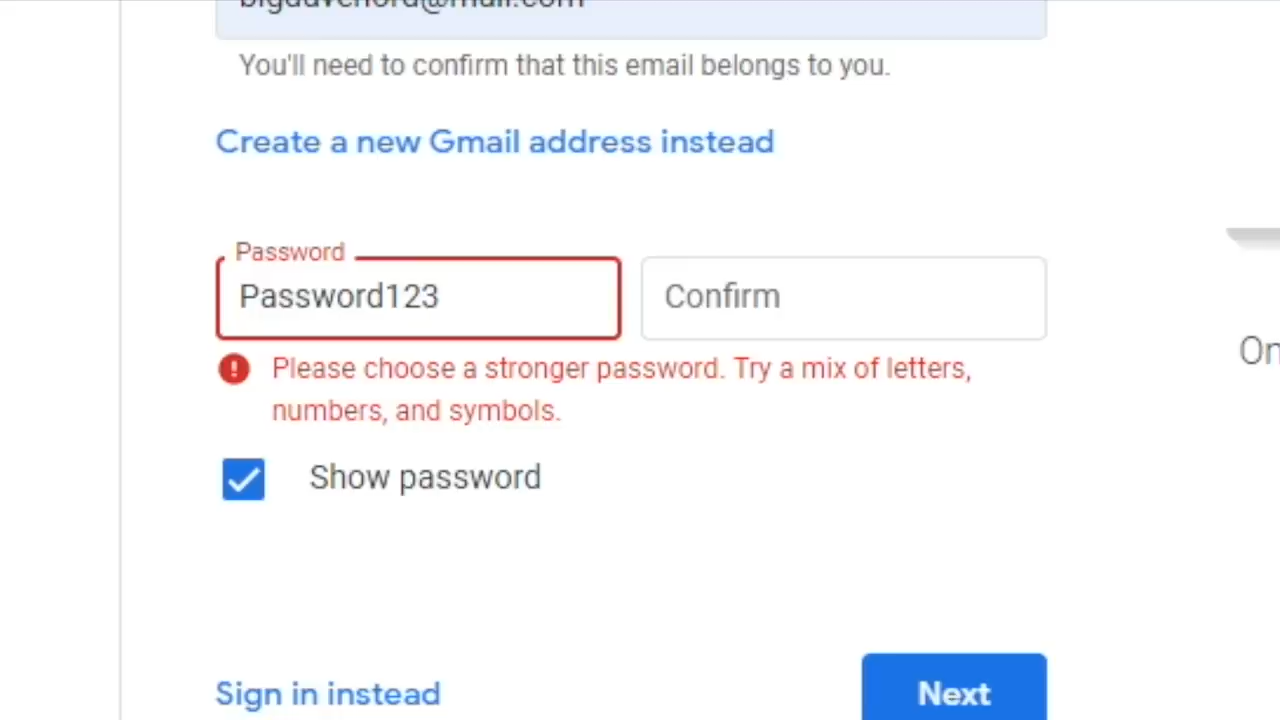 You'll need to confirm that this email belongs to you.
Create a new Gmail address instead
Password
Password123
Confirm
Please choose a stronger password. Try a mix of letters,
numbers, and symbols.
Show password
Sign in instead
Next